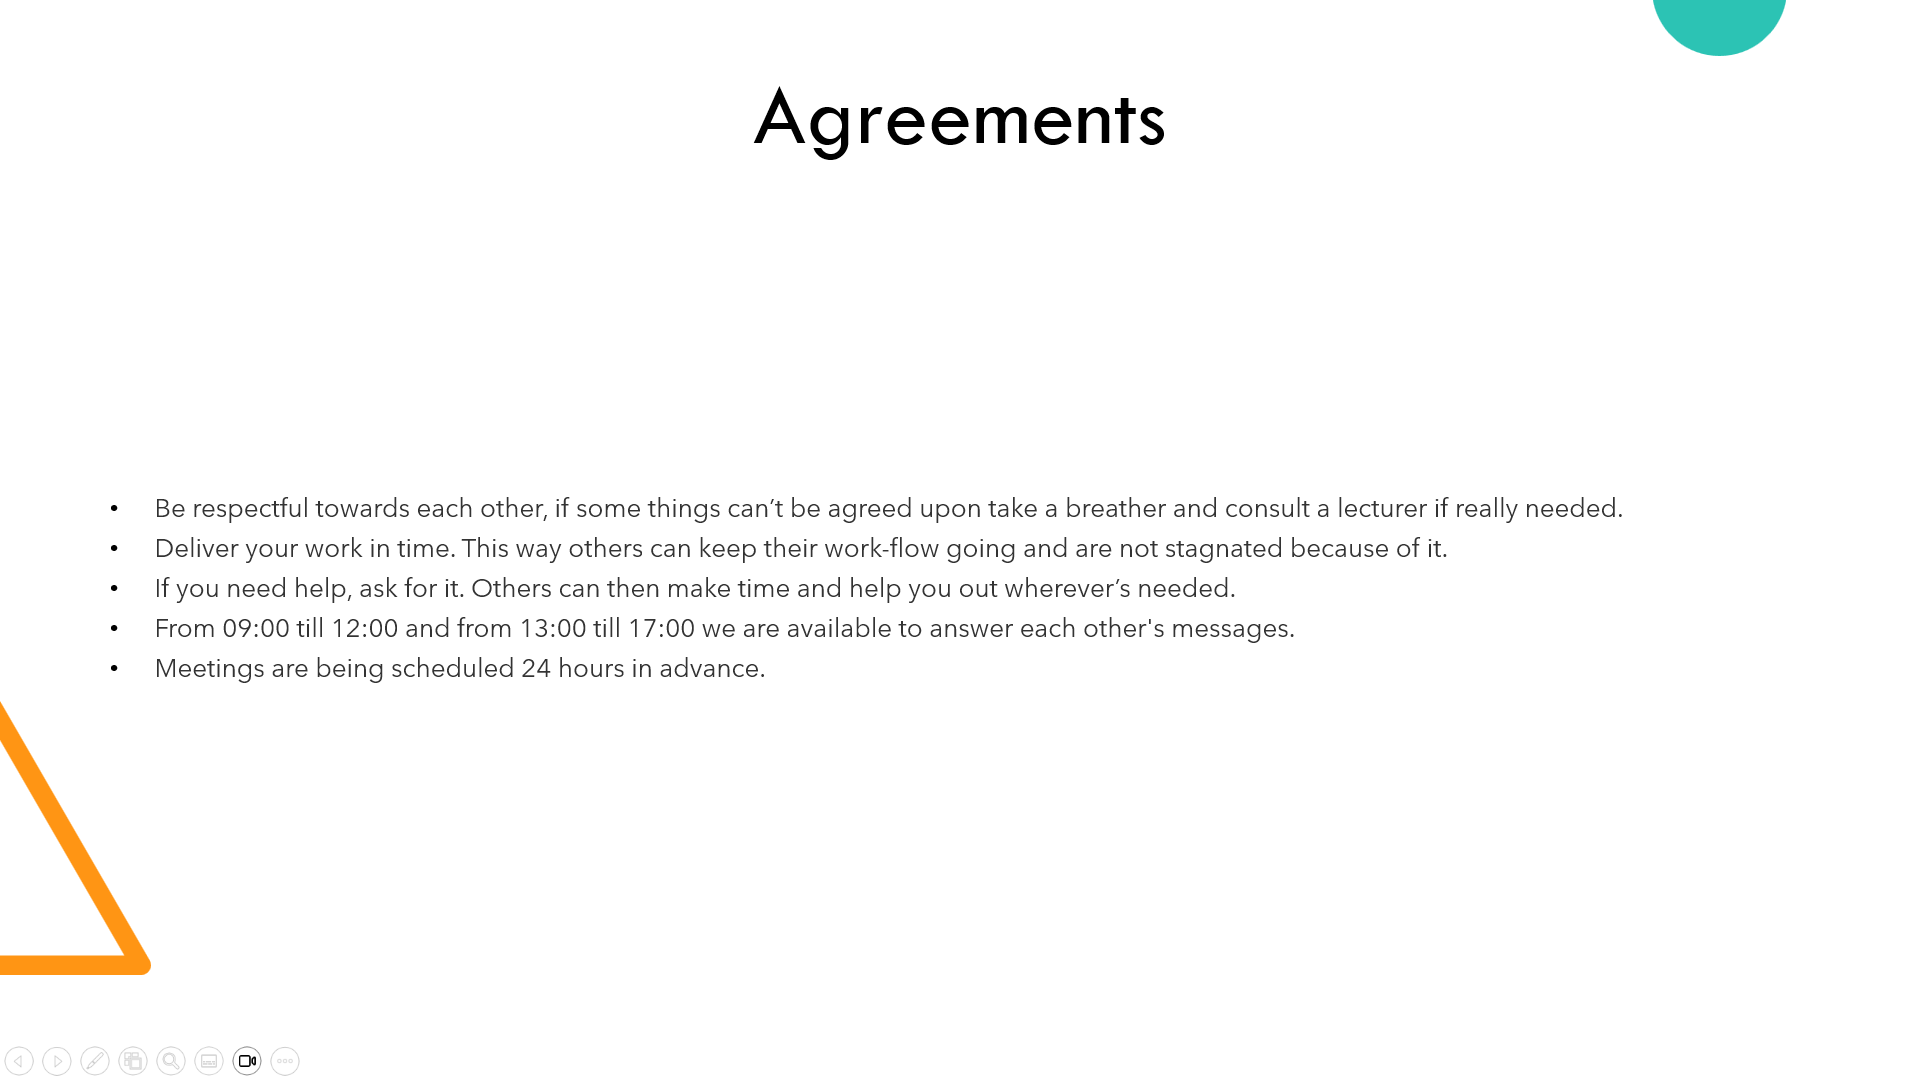 Agreements
• Be respectful towards each other, if some things can’t be agreed upon take a breather and consult a lecturer if really needed.
• Deliver your work in time. This way others can keep their work-flow going and are not stagnated because of it.
• If you need help, ask for it. Others can then make time and help you out wherever’s needed.
• From 09:00 till 12:00 and from 13:00 till 17:00 we are available to answer each other's messages.
• Meetings are being scheduled 24 hours in advance.